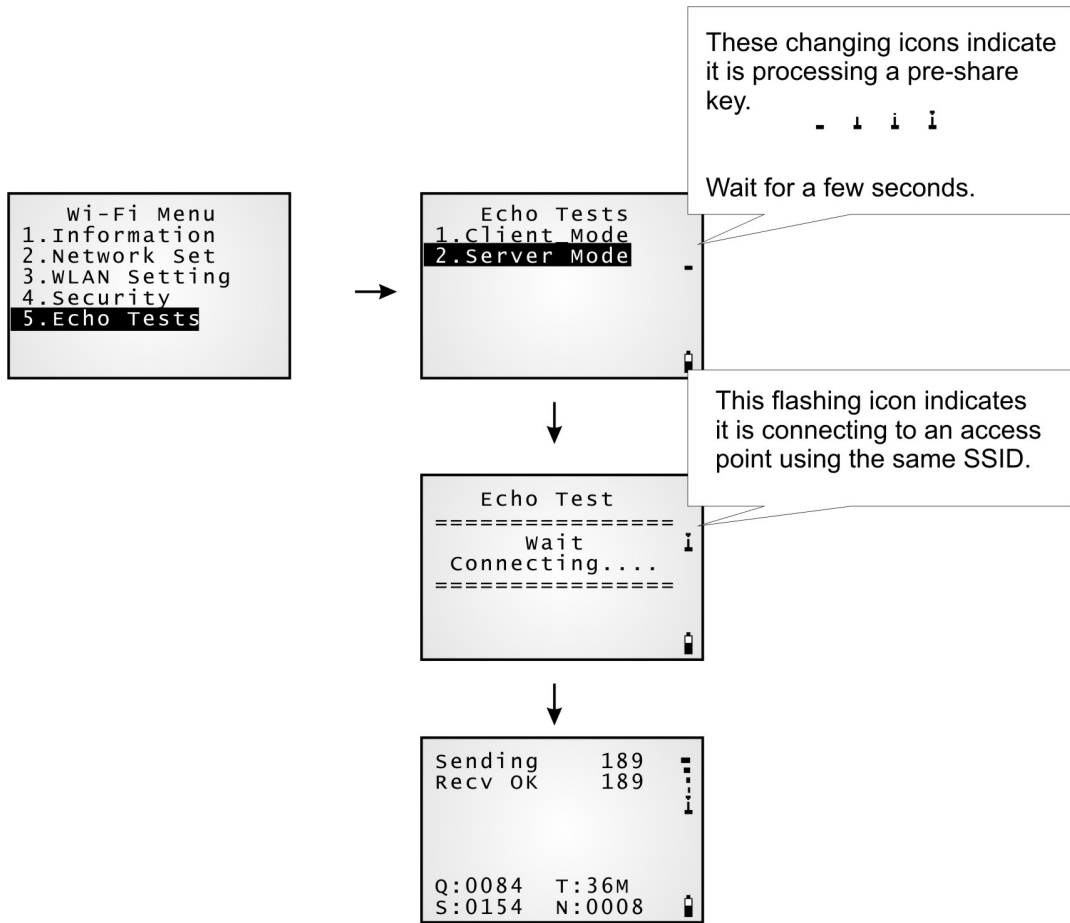 These changing icons indicate
it is processing a pre-share
key.
Wait for a few seconds.
Wi-Fi Menu
1.Information
2.Network Set
3.WLAN Setting
4.Security
5.Echo Tests
Echo Tests
1.Client_Mode
2.Server Mode
This flashing icon indicates
it is connecting to an access
point using the same SSID.
Echo Test
================
Wait
Connecting....
================
Sending 189
Recv OK 189
Q:0084 T:36M
S:0154 N:0008